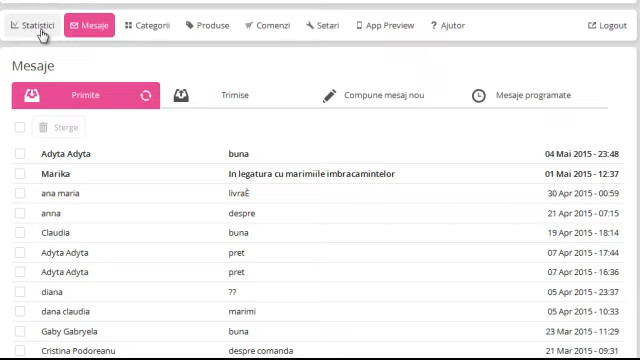 Statistici Mesaje Categorii Produse Comenzi Setari App Preview ? Ajutor Logout
Mesaje
Primite Trimise Compune mesaj nou Mesaje programate
Sterge
Adyta Adyta buna 04 Mai 2015 - 23:48
Marika In legatura cu marimiile imbracamintelor 01 Mai 2015 - 12:37
ana maria livraÈ 30 Apr 2015 - 00:59
anna despre 21 Apr 2015 - 07:15
Claudia buna 19 Apr 2015 - 18:14
Adyta Adyta pret 07 Apr 2015 - 17:44
Adyta Adyta pret 07 Apr 2015 - 16:36
diana ?? 05 Apr 2015 - 23:37
dana claudia marimi 05 Apr 2015 - 10:33
Gaby Gabryela buna 23 Mar 2015 - 11:29
Cristina Podoreanu despre comanda 21 Mar 2015 - 09:31